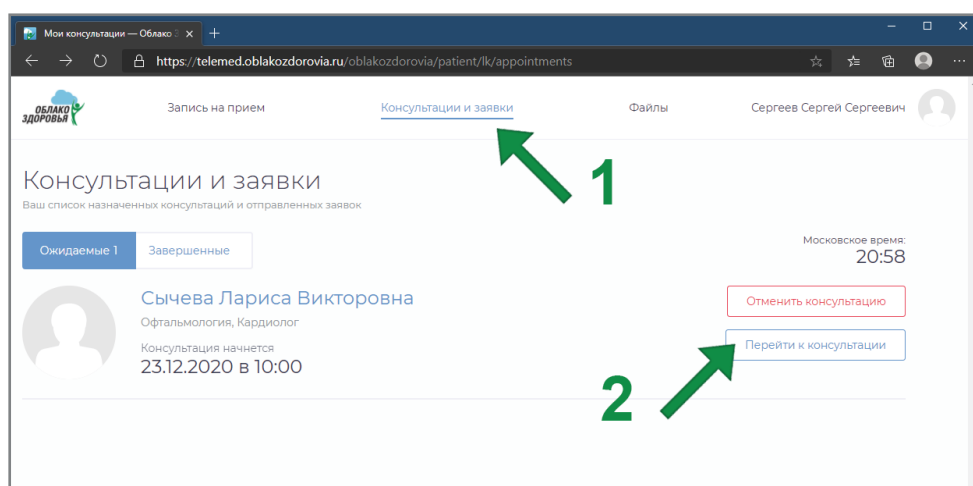 Мои консультации — Облако З
https://telemed.oblakozdorovia.ru/oblakozdorovia/patient/lk/appointments
ОБЛАКО
ЗДОРОВЬЯ
Запись на прием
Консультации и заявки
Файлы
Сергеев Сергей Сергеевич
1
Консультации и заявки
Ваш список назначенных консультаций и отправленных заявок
Ожидаемые 1
Завершенные
Московское время:
20:58
Сычева Лариса Викторовна
Офтальмология, Кардиолог
Консультация начнется
23.12.2020 в 10:00
Отменить консультацию
Перейти к консультации
2